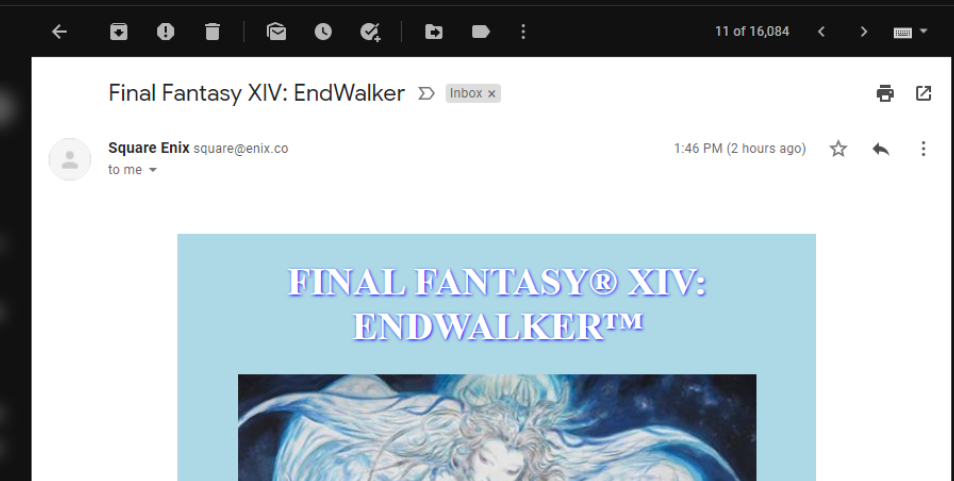 11 of 16,084
Final Fantasy XIV: EndWalker Inbox ×
Square Enix square@enix.co 1:46 PM (2 hours ago)
to me
FINAL FANTASY® XIV:
ENDWALKER™